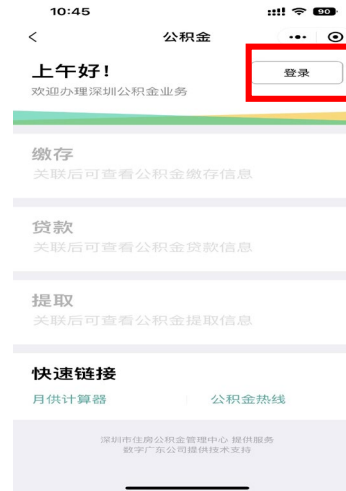 10:45
90
公积金
上午好!
登录
欢迎办理深圳公积金业务
缴存
关联后可查看公积金缴存信息
贷款
关联后可查看公积金贷款信息
提取
关联后可查看公积金提取信息
快速链接
月供计算器
公积金热线
深圳市住房公积金管理中心 提供服务
数字广东公司提供技术支持